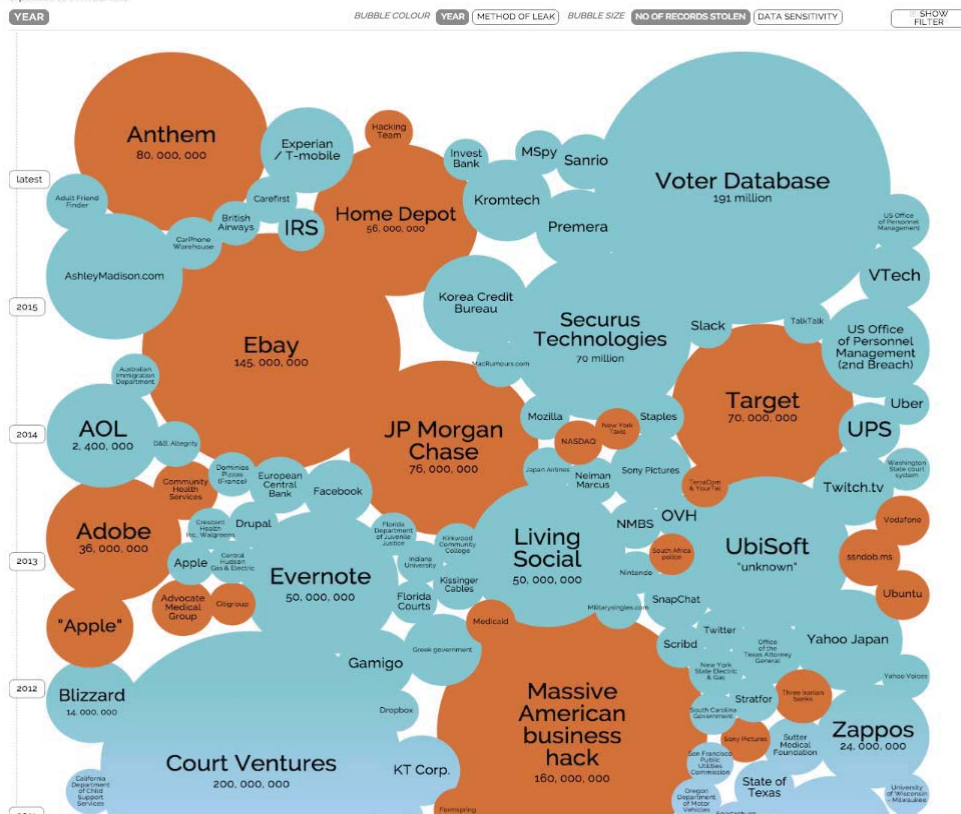 YEAR
BUBBLE COLOUR
YEAR
METHOD OF LEAK
BUBBLE SIZE
NO OF RECORDS STOLEN
DATA SENSITIVITY
SHOW
FILTER
latest
2015
2014
2013
2012
Anthem
80, 000, 000
Experian
/ T-mobile
Hacking
Team
Invest
Bank
MSpy
Sanrio
Voter Database
191 million
Adult Friend
Finder
Carefirst
British
Airways
IRS
Home Depot
56, 000, 000
Kromtech
Premera
US Office
of Personnel
Management
CarPhone
Warehouse
AshleyMadison.com
VTech
Korea Credit
Bureau
Securus
Technologies
70 million
Slack
TalkTalk
US Office
of Personnel
Management
(2nd Breach)
Ebay
145, 000, 000
MacRumours.com
Australian
Immigration
Department
JP Morgan
Chase
76, 000, 000
Target
70, 000, 000
Uber
AOL
2, 400, 000
D&B, Altegrity
Mozilla
NASDAQ
New York
Taxis
Staples
UPS
Community
Health
Services
Dominios
Pizzas
(France)
European
Central
Bank
Facebook
Japan Airlines
Neiman
Marcus
Sony Pictures
Washington
State court
system
Twitch.tv
Adobe
36, 000, 000
Crescent
Health
Inc., Walgreens
Drupal
Florida
Department
of Juvenile
Justice
Kirkwood
Community
College
Living
Social
50, 000, 000
NMBS
OVH
UbiSoft
"unknown"
Vodafone
Apple
Central
Hudson
Gas & Electric
Evernote
50, 000, 000
Indiana
University
Kissinger
Cables
South Africa
police
Nintendo
ssndob.ms
Advocate
Medical
Group
Citigroup
Florida
Courts
Militarysingles.com
SnapChat
Ubuntu
"Apple"
Medicaid
Twitter
Scribd
Office
of the
Texas Attorney
General
Yahoo Japan
Gamigo
Greek government
New York
State Electric
& Gas
Yahoo Voices
Blizzard
14, 000, 000
Dropbox
Massive
American
business
hack
160, 000, 000
South Carolina
Government
Stratfor
Three Iranian
banks
Zappos
24, 000, 000
Sony Pictures
Sutter
Medical
Foundation
Court Ventures
200, 000, 000
KT Corp.
San Francisco
Public
Utilities
Commission
State of
Texas
California
Department
of Child
Support
Services
Oregon
Department
of Motor
Vehicles
University
of Wisconsin
- Milwaukee
Formspring